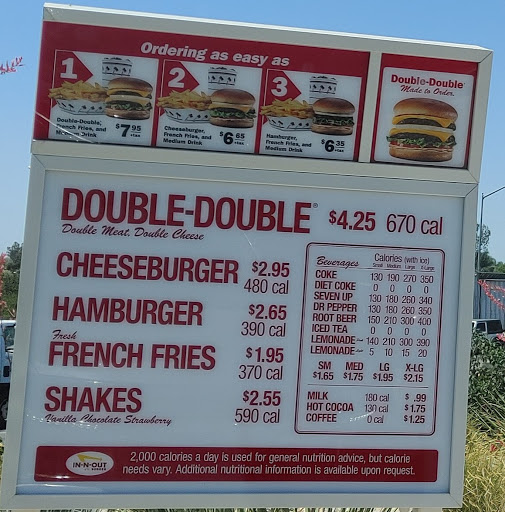 Ordering as easy as
1
Double-Double,
French Fries, and
Medium Drink
$7.95
+tax
2
Cheeseburger,
French Fries, and
Medium Drink
$6.65
+tax
3
Hamburger,
French Fries, and
Medium Drink
$6.35
+tax
Double-Double®
Made to Order.
DOUBLE-DOUBLE® $4.25 670 cal
Double Meat. Double Cheese
CHEESEBURGER $2.95
480 cal
HAMBURGER $2.65
390 cal
Fresh
FRENCH FRIES $1.95
370 cal
SHAKES $2.55
Vanilla Chocolate Strawberry 590 cal
Beverages Calories (with Ice)
Small Medium Large X-Large
COKE 130 190 270 350
DIET COKE 0 0 0 0
SEVEN UP 130 180 260 340
DR PEPPER 130 180 260 350
ROOT BEER 150 210 300 400
ICED TEA 0 0 0 0
LEMONADE 140 210 300 390
LEMONADE 5 10 15 20
SM MED LG X-LG
$1.65 $1.75 $1.95 $2.15
MILK 180 cal $ .99
HOT COCOA 130 cal $1.75
COFFEE 0 cal $1.25
IN-N-OUT
BURGER
2,000 calories a day is used for general nutrition advice, but calorie
needs vary. Additional nutritional information is available upon request.